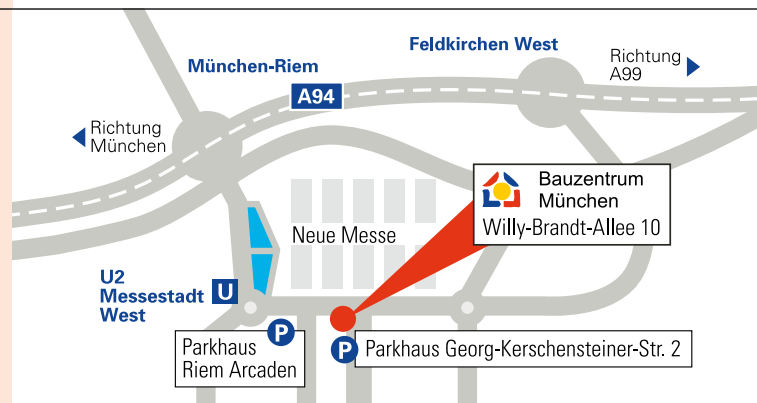 Feldkirchen West
München-Riem
Richtung
A99
A94
Richtung
München
Bauzentrum
München
Willy-Brandt-Allee 10
Neue Messe
U2
Messestadt
West
U
P
Parkhaus
Riem Arcaden
P
Parkhaus Georg-Kerschensteiner-Str. 2